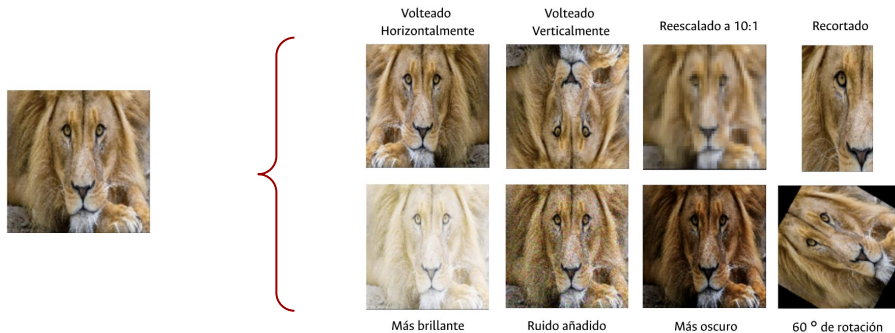 Volteado
Horizontalmente
Volteado
Verticalmente
Reescalado a 10:1
Recortado
Más brillante
Ruido añadido
Más oscuro
60 ° de rotación